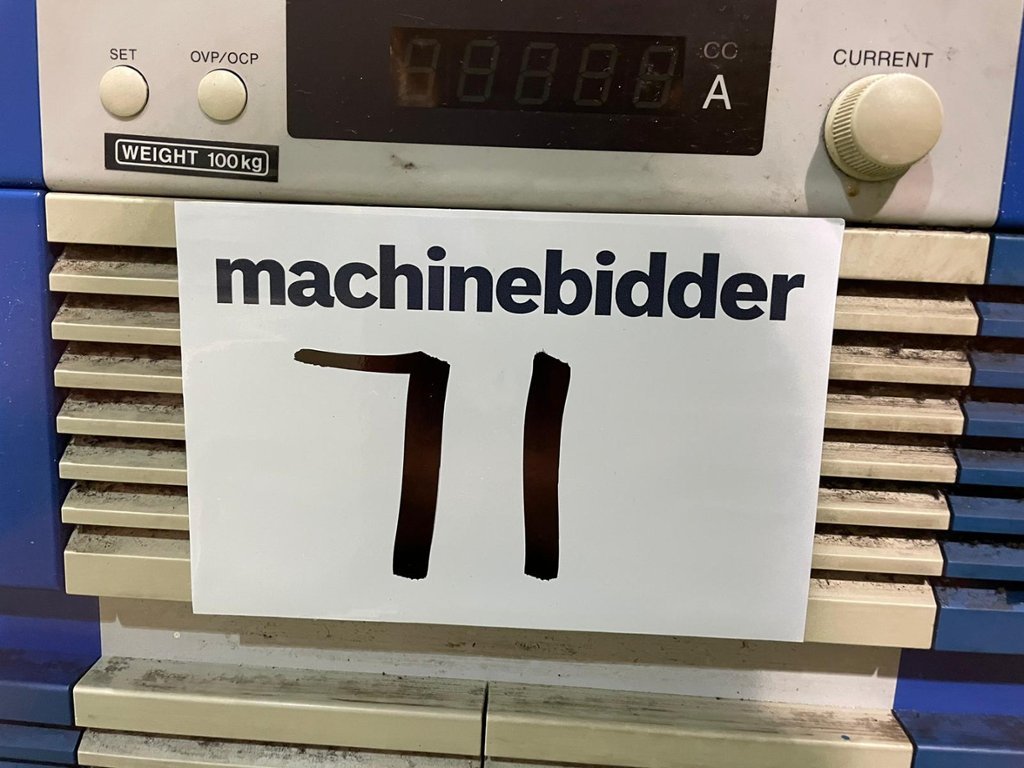 SET
OVP/OCP
CC
A
CURRENT
WEIGHT 100kg
machinebidder
71